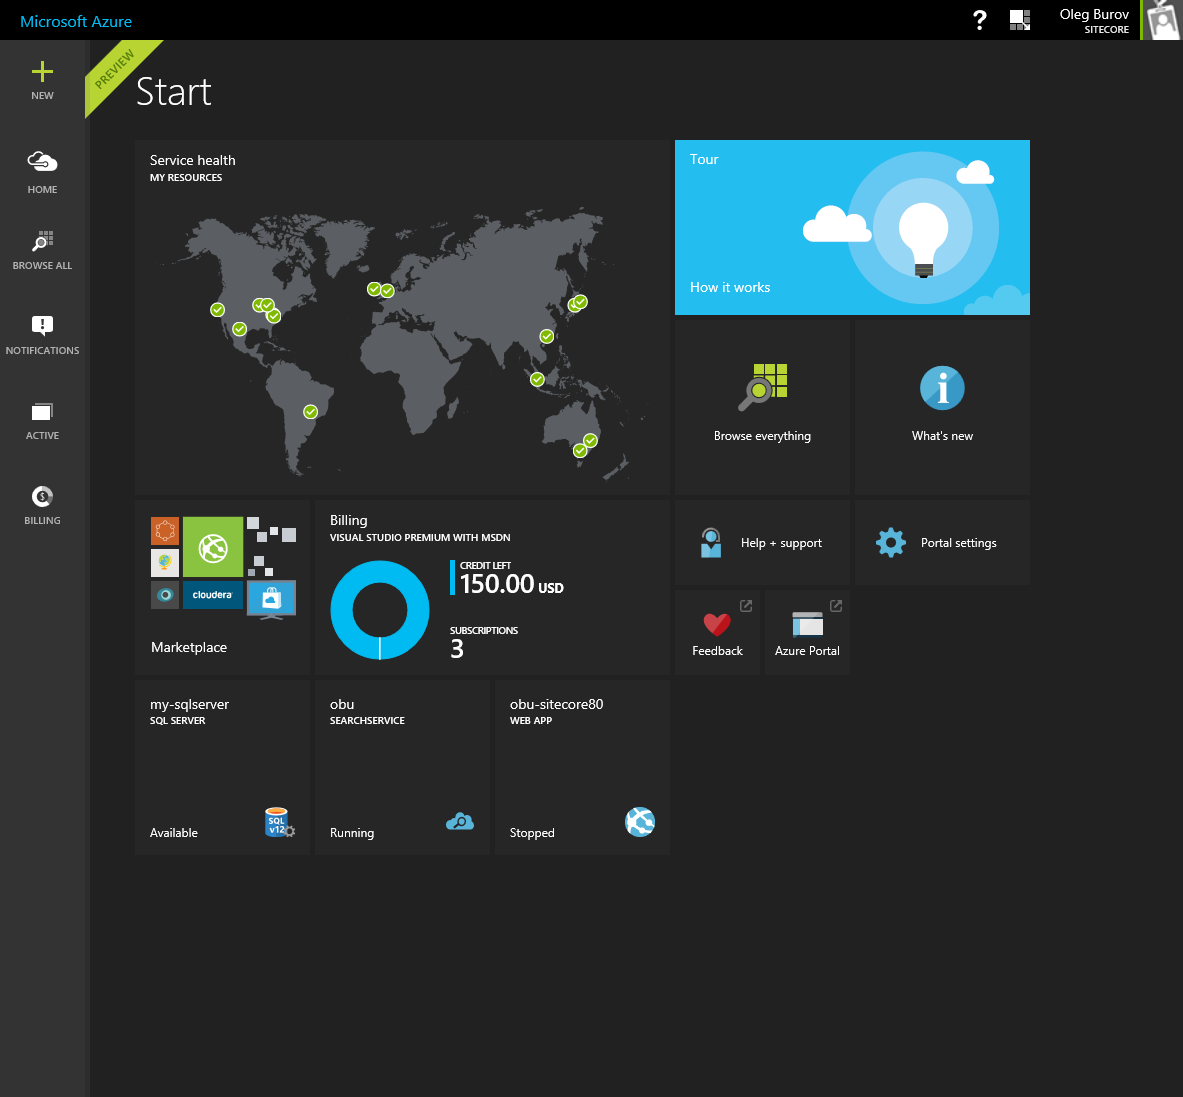 Microsoft Azure
?
Oleg Burov
SITECORE
NEW
PREVIEW
Start
HOME
BROWSE ALL
NOTIFICATIONS
ACTIVE
BILLING
Service health
MY RESOURCES
Tour
How it works
Browse everything
What's new
cloudera
Marketplace
Billing
VISUAL STUDIO PREMIUM WITH MSDN
CREDIT LEFT
150.00 USD
SUBSCRIPTIONS
3
Help + support
Portal settings
Feedback
Azure Portal
my-sqlserver
SQL SERVER
Available
SQL
v12
obu
SEARCHSERVICE
Running
obu-sitecore80
WEB APP
Stopped